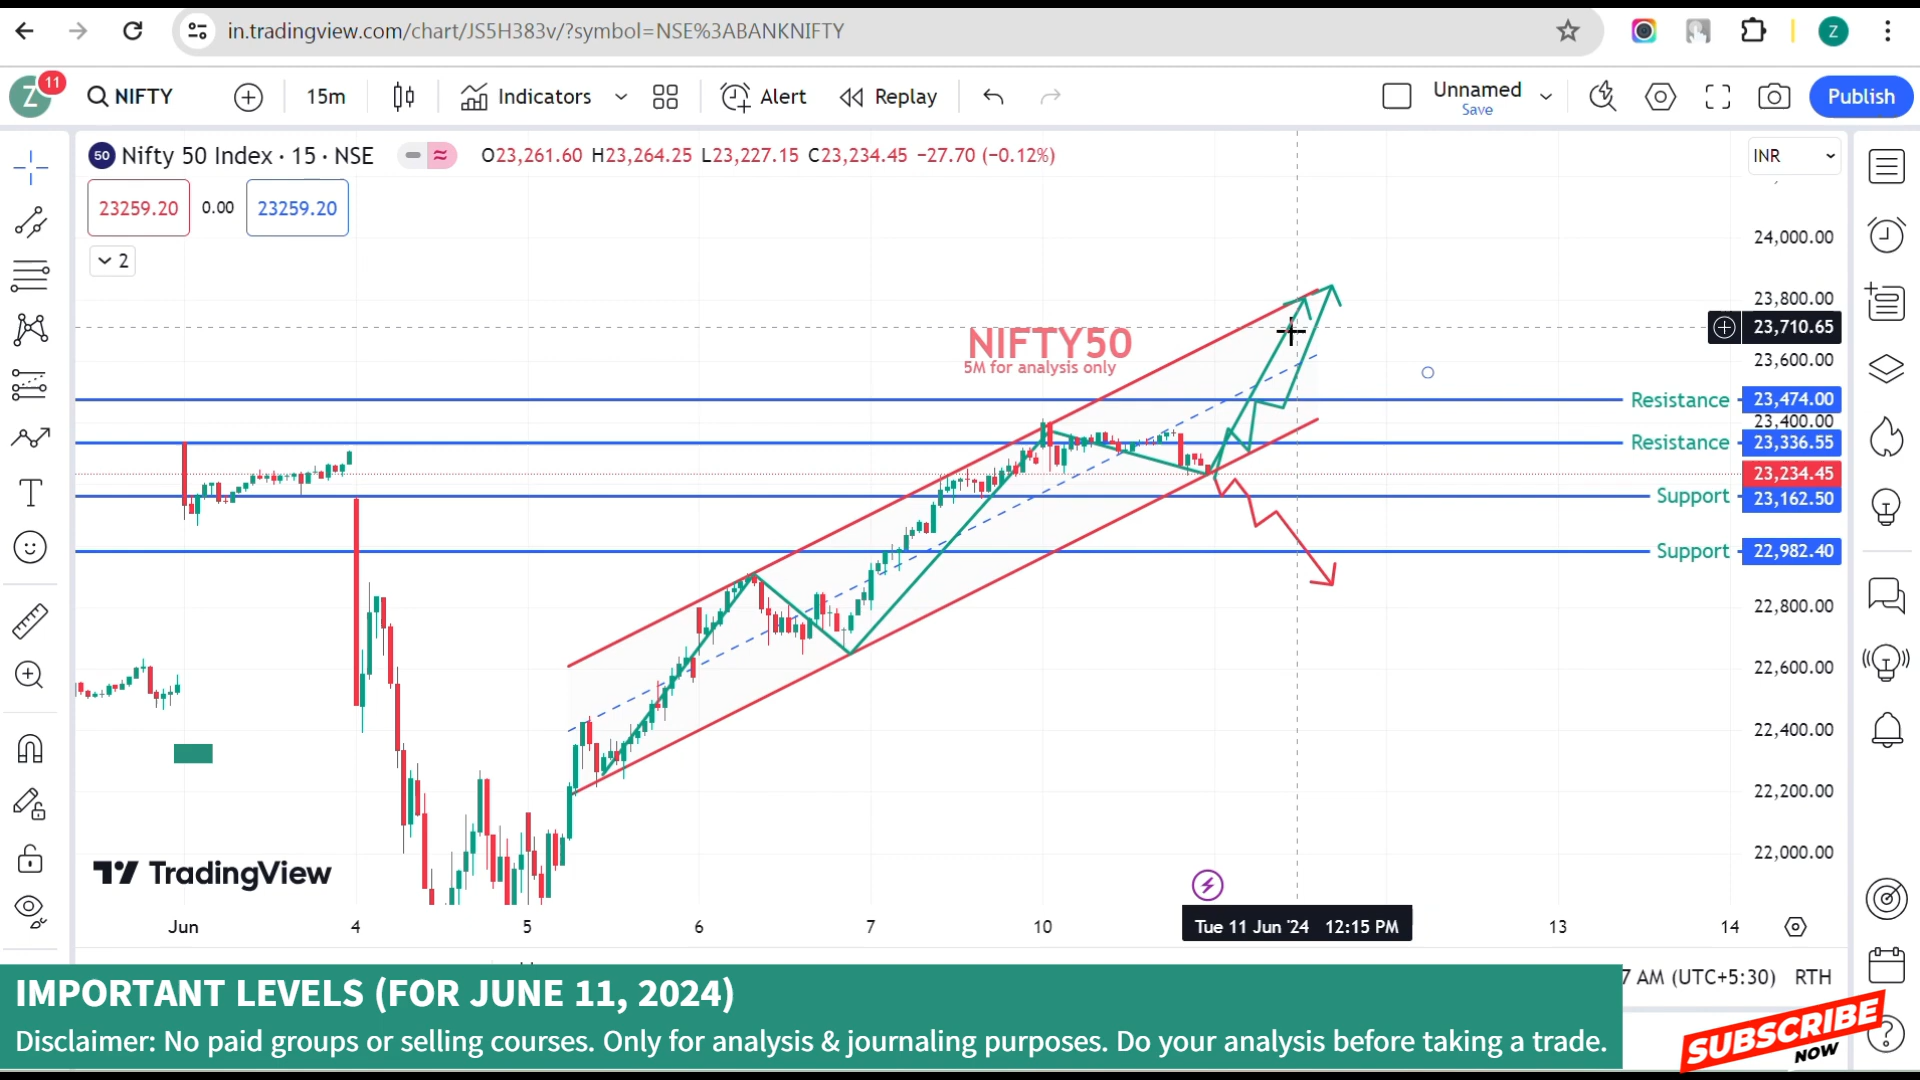 in.tradingview.com/chart/JS5H383v/?symbol=NSE%3ABANKNIFTY
Z
Z 11
NIFTY
15m
Indicators
Alert
Replay
Unnamed
Save
Publish
50 Nifty 50 Index · 15 · NSE
O23,261.60 H23,264.25 L23,227.15 C23,234.45 −27.70 (−0.12%)
INR
23259.20 0.00 23259.20
2
24,000.00
23,800.00
23,710.65
23,600.00
NIFTY50
5M for analysis only
Resistance 23,474.00
23,400.00
Resistance 23,336.55
23,234.45
Support 23,162.50
Support 22,982.40
22,800.00
22,600.00
22,400.00
22,200.00
22,000.00
TradingView
Jun 4 5 6 7 10 Tue 11 Jun '24 12:15 PM 13 14
7 AM (UTC+5:30) RTH
IMPORTANT LEVELS (FOR JUNE 11, 2024)
Disclaimer: No paid groups or selling courses. Only for analysis & journaling purposes. Do your analysis before taking a trade.
SUBSCRIBE
NOW